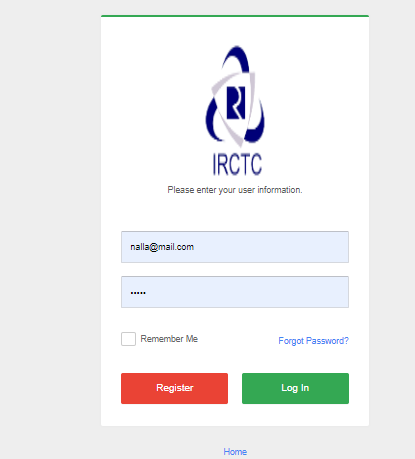 IRCTC
Please enter your user information.
nalla@mail.com
•••••
Remember Me
Forgot Password?
Register
Log In
Home